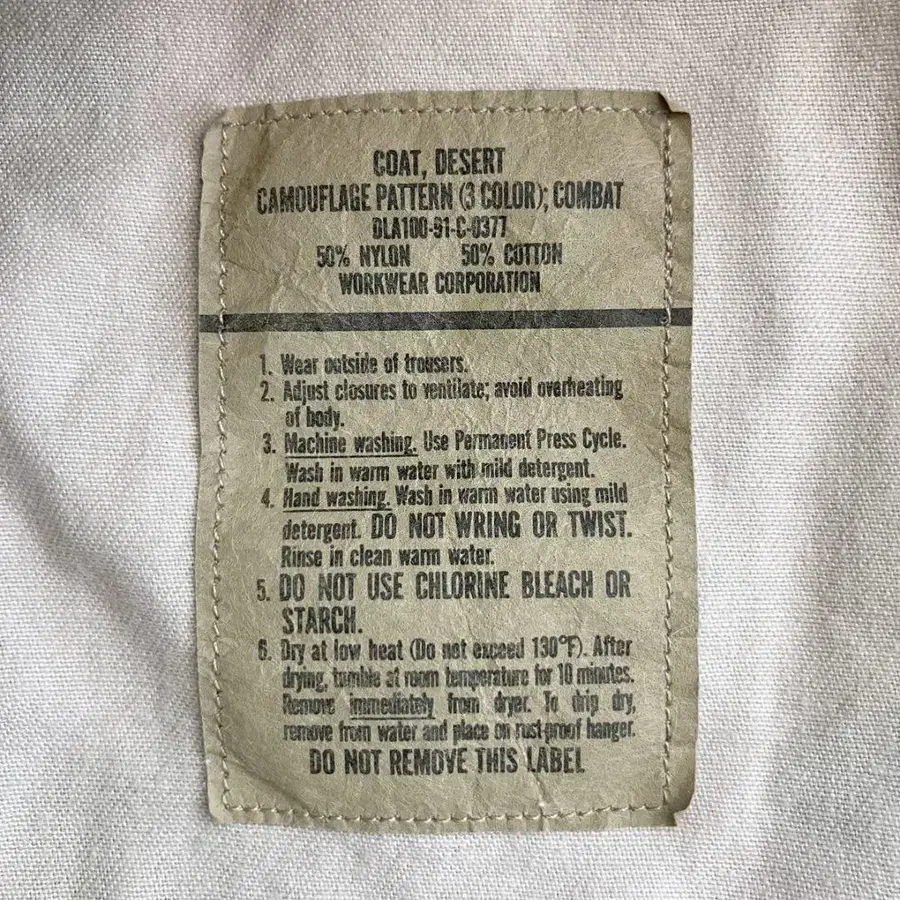 COAT, DESERT
CAMOUFLAGE PATTERN (3 COLOR); COMBAT
DLA100-91-C-0377
50% NYLON 50% COTTON
WORKWEAR CORPORATION
1. Wear outside of trousers.
2. Adjust closures to ventilate; avoid overheating
of body.
3. Machine washing. Use Permanent Press Cycle.
Wash in warm water with mild detergent.
4. Hand washing. Wash in warm water using mild
detergent. DO NOT WRING OR TWIST.
Rinse in clean warm water.
5. DO NOT USE CHLORINE BLEACH OR
STARCH.
6. Dry at low heat (Do not exceed 130°F). After
drying, tumble at room temperature for 10 minutes.
Remove immediately from dryer. To drip dry,
remove from water and place on rust-proof hanger.
DO NOT REMOVE THIS LABEL